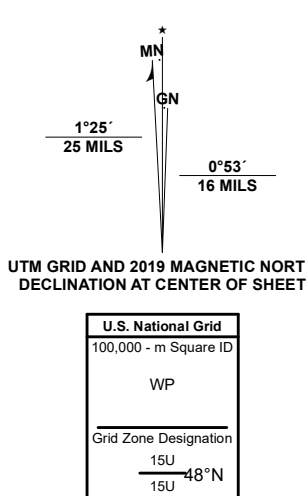 ★
MN
GN
1°25´
25 MILS
0°53´
16 MILS
UTM GRID AND 2019 MAGNETIC NORT
DECLINATION AT CENTER OF SHEET
U.S. National Grid
100,000 - m Square ID
WP
Grid Zone Designation
15U
48°N
15U